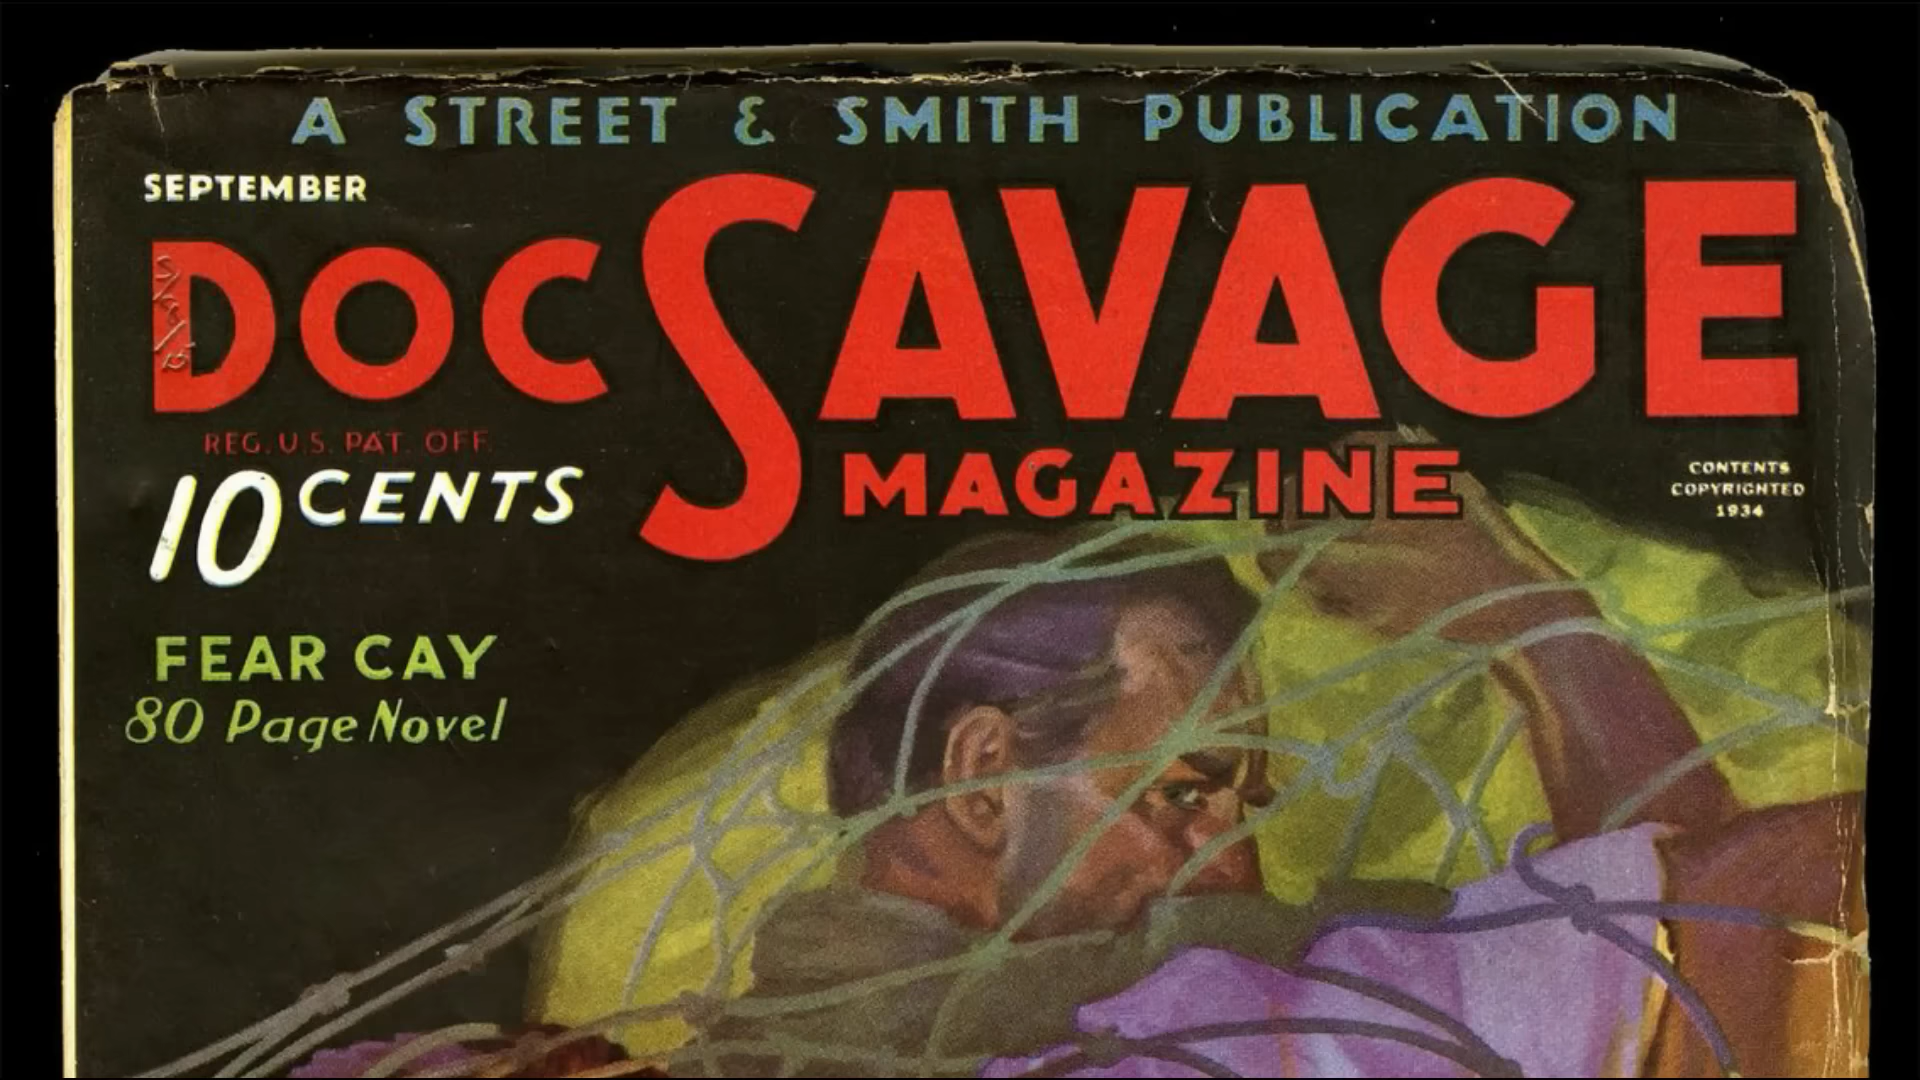 A STREET & SMITH PUBLICATION
SEPTEMBER
DOC SAVAGE
MAGAZINE
REG. U.S. PAT. OFF.
10 CENTS
CONTENTS
COPYRIGHTED
1934
FEAR CAY
80 Page Novel